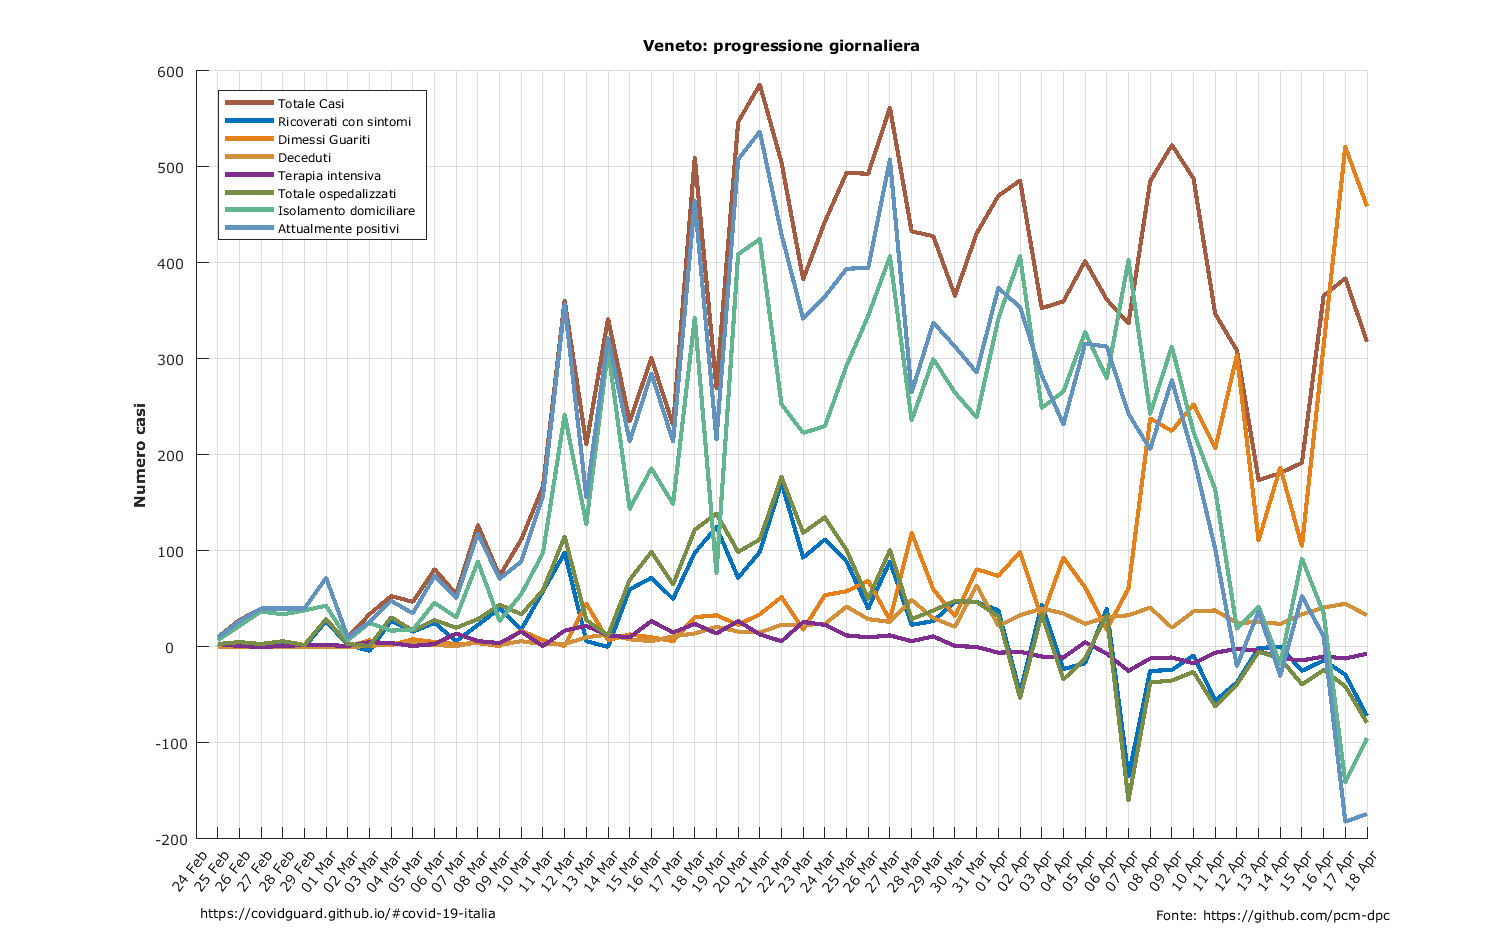 Veneto: progressione giornaliera
600
500
400
300
200
100
0
-100
-200
Numero casi
Totale Casi
Ricoverati con sintomi
Dimessi Guariti
Deceduti
Terapia intensiva
Totale ospedalizzati
Isolamento domiciliare
Attualmente positivi
24 Feb
25 Feb
26 Feb
27 Feb
28 Feb
29 Feb
01 Mar
02 Mar
03 Mar
04 Mar
05 Mar
06 Mar
07 Mar
08 Mar
09 Mar
10 Mar
11 Mar
12 Mar
13 Mar
14 Mar
15 Mar
16 Mar
17 Mar
18 Mar
19 Mar
20 Mar
21 Mar
22 Mar
23 Mar
24 Mar
25 Mar
26 Mar
27 Mar
28 Mar
29 Mar
30 Mar
31 Mar
01 Apr
02 Apr
03 Apr
04 Apr
05 Apr
06 Apr
07 Apr
08 Apr
09 Apr
10 Apr
11 Apr
12 Apr
13 Apr
14 Apr
15 Apr
16 Apr
17 Apr
18 Apr
https://covidguard.github.io/#covid-19-italia
Fonte: https://github.com/pcm-dpc